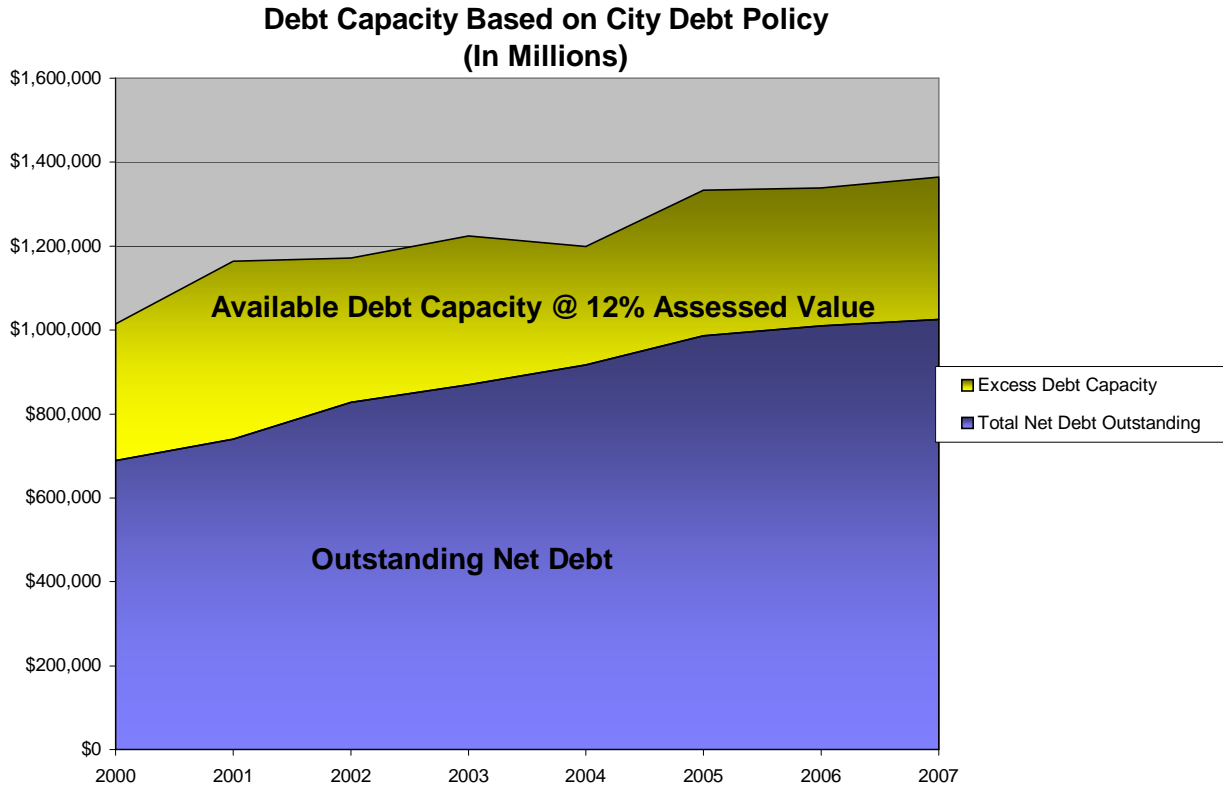 Debt Capacity Based on City Debt Policy
(In Millions)
$1,600,000
$1,400,000
$1,200,000
$1,000,000
$800,000
$600,000
$400,000
$200,000
$0
Available Debt Capacity @ 12% Assessed Value
Outstanding Net Debt
Excess Debt Capacity
Total Net Debt Outstanding
2000 2001 2002 2003 2004 2005 2006 2007